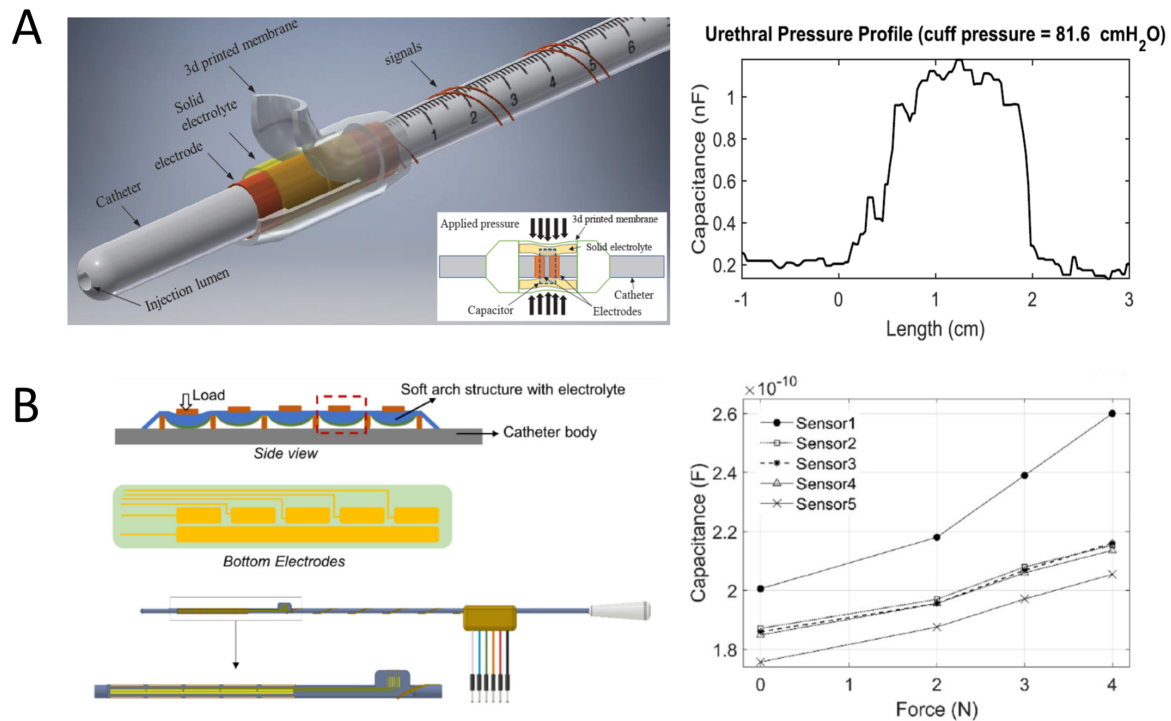 A
3d printed membrane
Solid
electrolyte
electrode
Catheter
Injection lumen
signals
1
2
3
4
5
6
Applied pressure
3d printed membrane
Solid electrolyte
Catheter
Capacitor
Electrodes
Urethral Pressure Profile (cuff pressure = 81.6 cmH2O)
Capacitance (nF)
1
0.8
0.6
0.4
0.2
-1
0
1
2
3
Length (cm)
B
Load
Soft arch structure with electrolyte
Catheter body
Side view
Bottom Electrodes
×10⁻¹⁰
Capacitance (F)
2.6
2.4
2.2
2
1.8
Sensor1
Sensor2
Sensor3
Sensor4
Sensor5
0
1
2
3
4
Force (N)